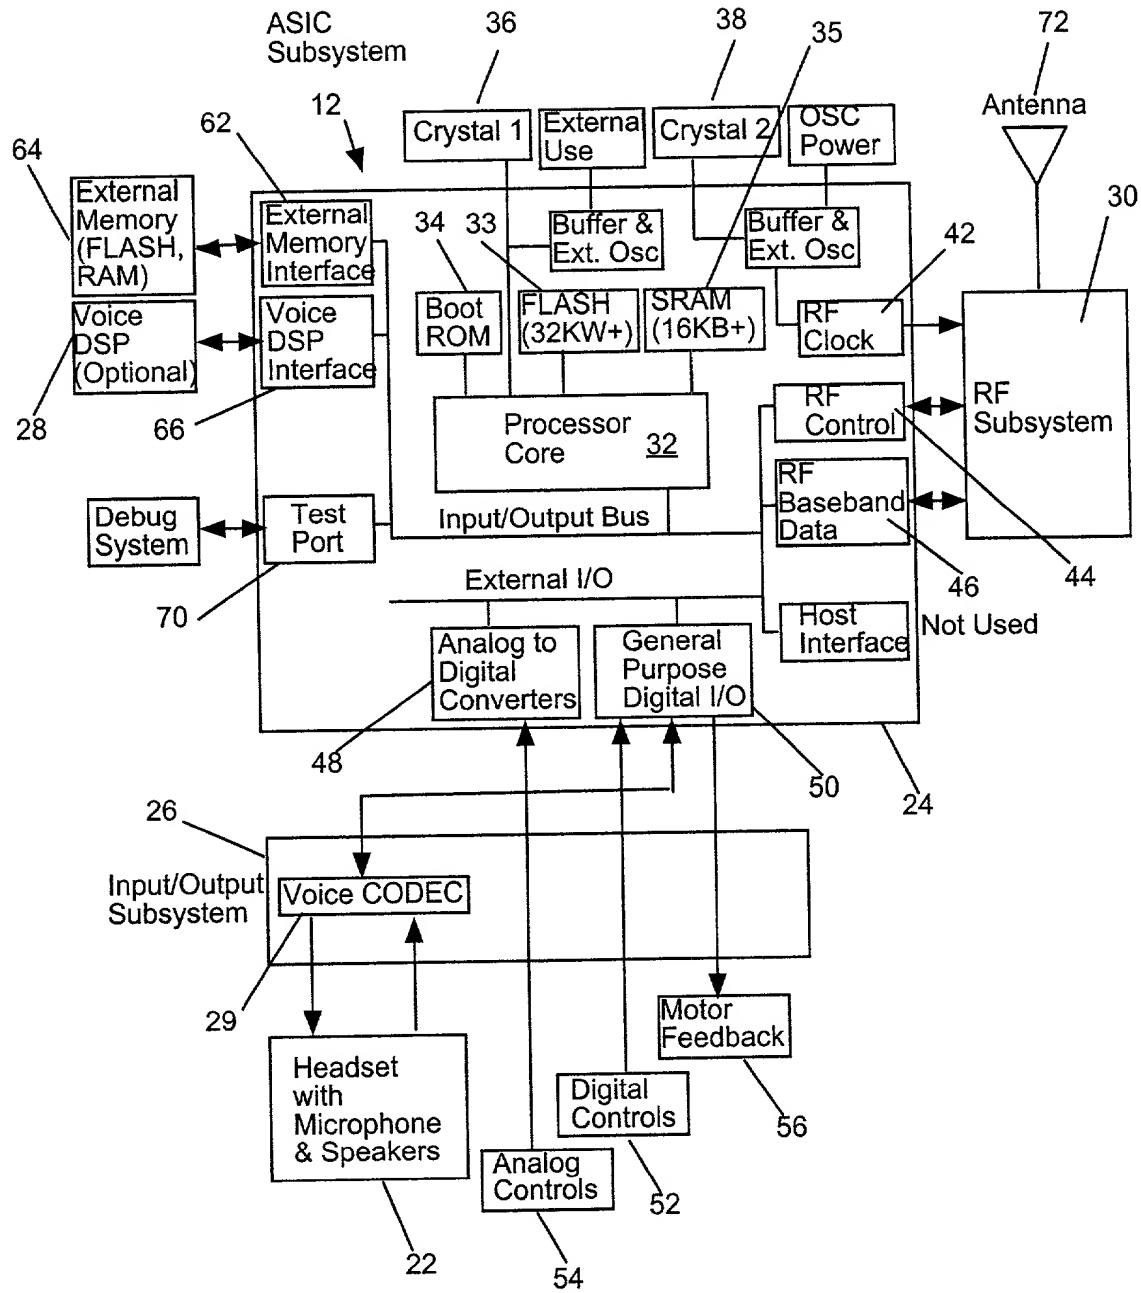 ASIC
Subsystem
36
38
35
72
12
62
64
Crystal 1
External
Use
Crystal 2
OSC
Power
Antenna
30
External
Memory
(FLASH,
RAM)
External
Memory
Interface
34
33
Buffer &
Ext. Osc
Buffer &
Ext. Osc
42
Voice
DSP
(Optional)
Voice
DSP
Interface
Boot
ROM
FLASH
(32KW+)
SRAM
(16KB+)
RF
Clock
28
66
Processor
Core
32
RF
Control
RF
Subsystem
Debug
System
Test
Port
Input/Output Bus
RF
Baseband
Data
46
44
70
External I/O
Analog to
Digital
Converters
General
Purpose
Digital I/O
Host
Interface
Not Used
48
50
24
26
Input/Output
Subsystem
Voice CODEC
29
Motor
Feedback
Headset
with
Microphone
& Speakers
Digital
Controls
56
Analog
Controls
52
22
54